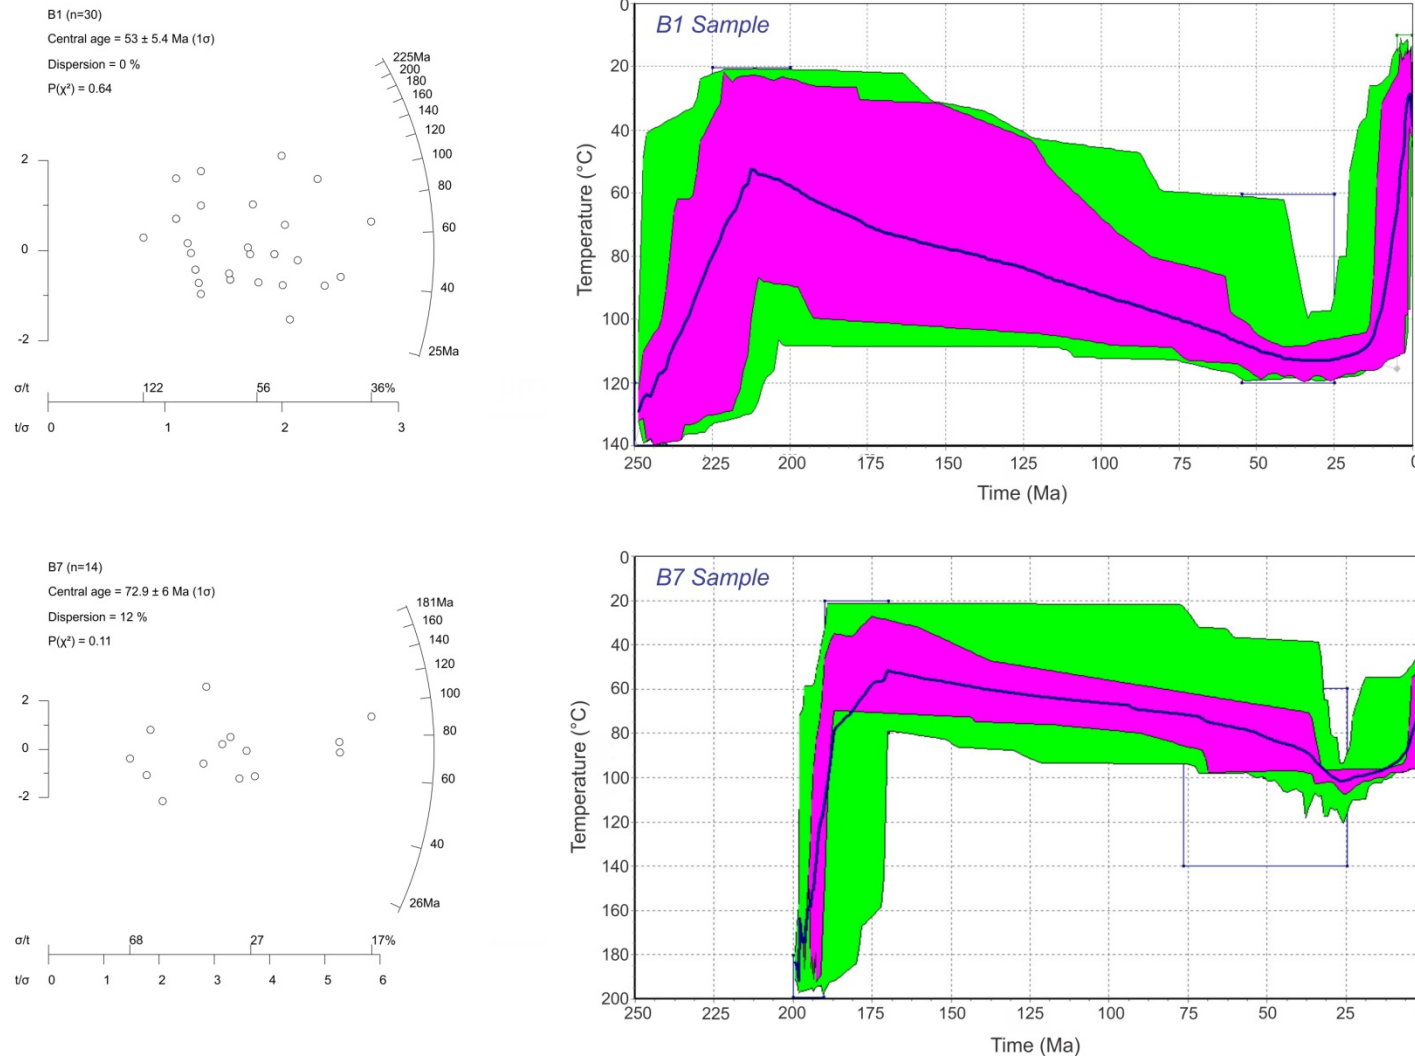 B1 (n=30)
Central age = 53 ± 5.4 Ma (1σ)
Dispersion = 0 %
P(χ²) = 0.64
225Ma
200
180
160
140
120
100
80
60
40
25Ma
2
0
-2
σ/t 122 56 36%
t/σ 0 1 2 3
B1 Sample
Temperature (°C)
0
20
40
60
80
100
120
140
250 225 200 175 150 125 100 75 50 25 0
Time (Ma)
B7 (n=14)
Central age = 72.9 ± 6 Ma (1σ)
Dispersion = 12 %
P(χ²) = 0.11
181Ma
160
140
120
100
80
60
40
26Ma
2
0
-2
σ/t 68 27 17%
t/σ 0 1 2 3 4 5 6
B7 Sample
Temperature (°C)
0
20
40
60
80
100
120
140
160
180
200
250 225 200 175 150 125 100 75 50 25
Time (Ma)